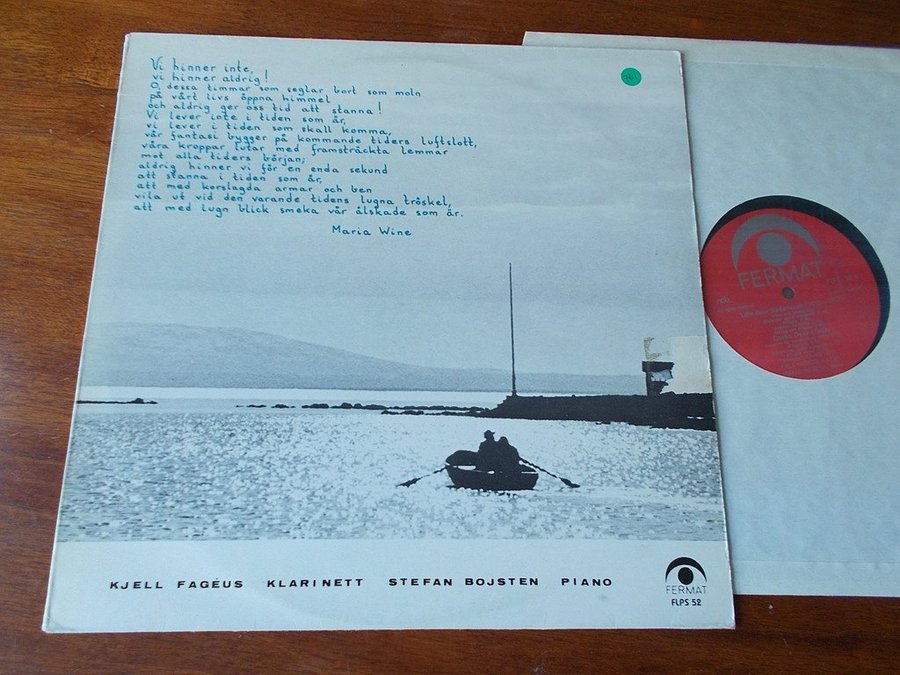 Vi hinner inte,
vi hinner aldrig!
O, dessa timmar som seglar bort som moln
på vårt livs öppna himmel
och aldrig ger oss tid att stanna!
Vi lever inte i tiden som är,
vi lever i tiden som skall komma,
vår fantasi bygger på kommande tiders luftslott,
våra kroppar lutar med framsträckta lemmar
mot alla tiders början;
aldrig hinner vi för en enda sekund
att stanna i tiden som är,
att med korslagda armar och ben
vila ut vid den varande tidens lugna tröskel,
att med lugn blick smeka vår älskade som är.
Maria Wine
KJELL FAGÉUS KLARINETT STEFAN BOJSTEN PIANO
FERMAT
FLPS 52
FERMAT